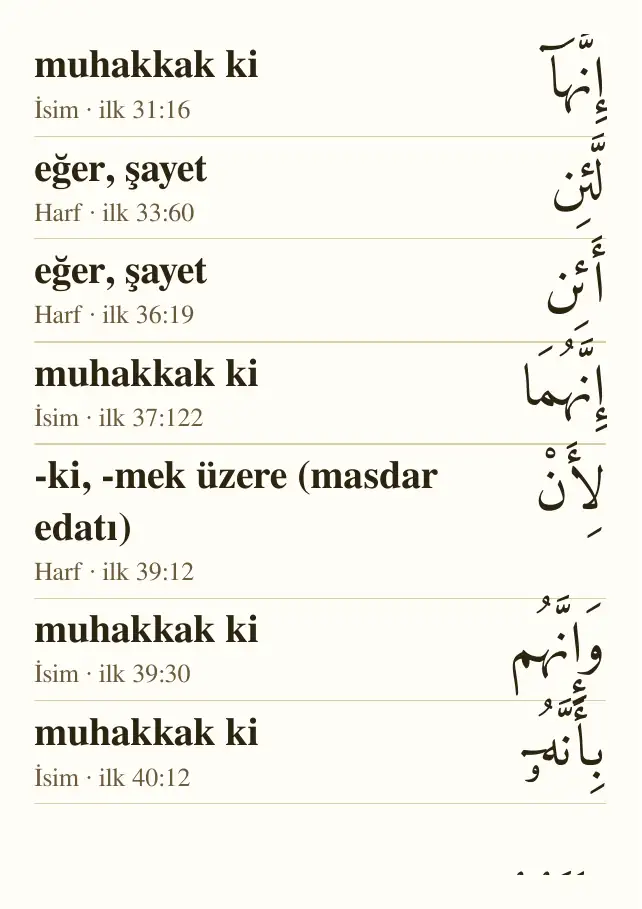 muhakkak ki إِنَّهَآ
İsim · ilk 31:16
eğer, şayet لَّئِن
Harf · ilk 33:60
eğer, şayet أَئِن
Harf · ilk 36:19
muhakkak ki إِنَّهُمَا
İsim · ilk 37:122
-ki, -mek üzere (masdar لِأَنْ
edatı)
Harf · ilk 39:12
muhakkak ki وَإِنَّهُم
İsim · ilk 39:30
muhakkak ki بِأَنَّهُۥٓ
İsim · ilk 40:12